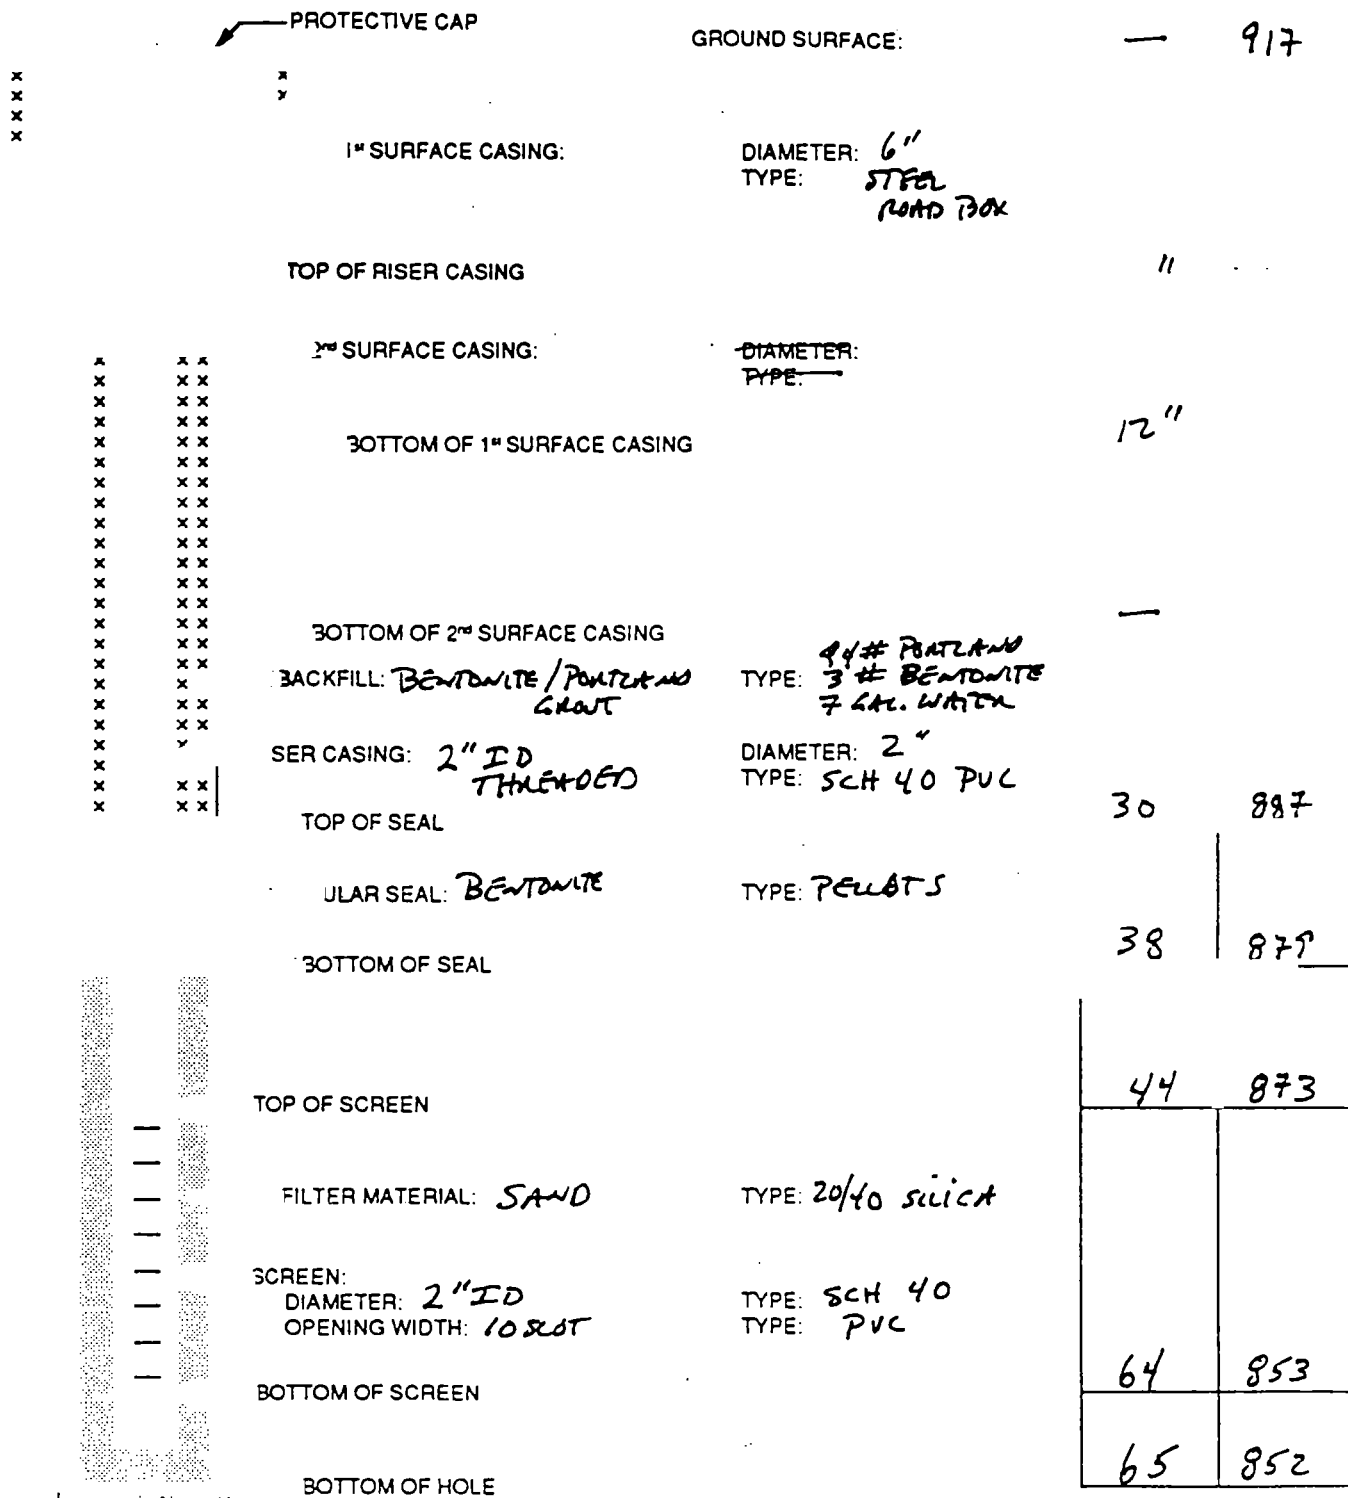 PROTECTIVE CAP
GROUND SURFACE: — 917
1st SURFACE CASING: DIAMETER: 6"
TYPE: STEEL
ROAD BOX
TOP OF RISER CASING "
2nd SURFACE CASING: DIAMETER:
TYPE:
BOTTOM OF 1st SURFACE CASING 12"
BOTTOM OF 2nd SURFACE CASING —
94# PORTLAND
BACKFILL: BENTONITE/PORTLAND TYPE: 3# BENTONITE
GROUT 7 GAL. WATER
SER CASING: 2" ID DIAMETER: 2"
THREADED TYPE: SCH 40 PVC
TOP OF SEAL 30 887
ULAR SEAL: BENTONITE TYPE: PELLETS
BOTTOM OF SEAL 38 879
TOP OF SCREEN 44 873
FILTER MATERIAL: SAND TYPE: 20/40 SILICA
SCREEN:
DIAMETER: 2" ID TYPE: SCH 40
OPENING WIDTH: 10 SLOT TYPE: PVC
BOTTOM OF SCREEN 64 853
BOTTOM OF HOLE 65 852